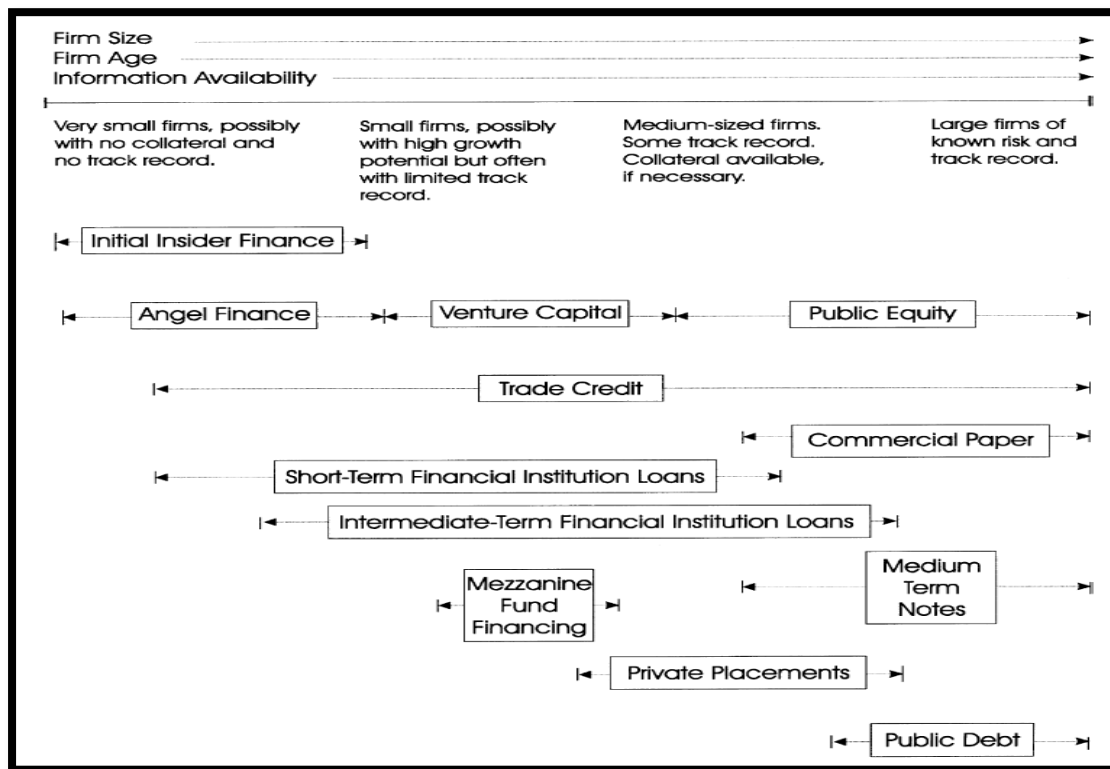 Firm Size
Firm Age
Information Availability
Very small firms, possibly
with no collateral and
no track record.
Small firms, possibly
with high growth
potential but often
with limited track
record.
Medium-sized firms.
Some track record.
Collateral available,
if necessary.
Large firms of
known risk and
track record.
Initial Insider Finance
Angel Finance
Venture Capital
Public Equity
Trade Credit
Commercial Paper
Short-Term Financial Institution Loans
Intermediate-Term Financial Institution Loans
Mezzanine
Fund
Financing
Medium
Term
Notes
Private Placements
Public Debt